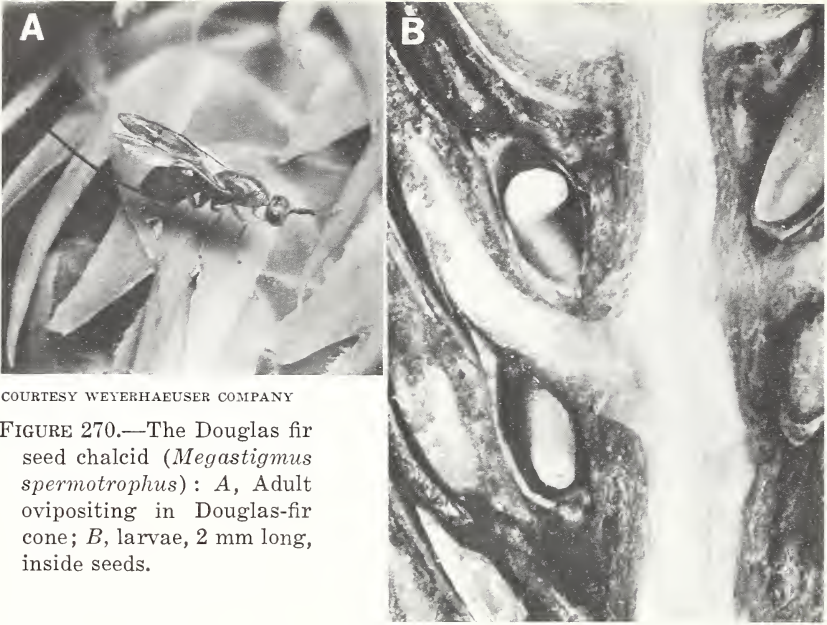 A
B
COURTESY WEYERHAEUSER COMPANY
FIGURE 270.—The Douglas fir
seed chalcid (Megastigmus
spermotrophus) : A, Adult
ovipositing in Douglas-fir
cone; B, larvae, 2 mm long,
inside seeds.